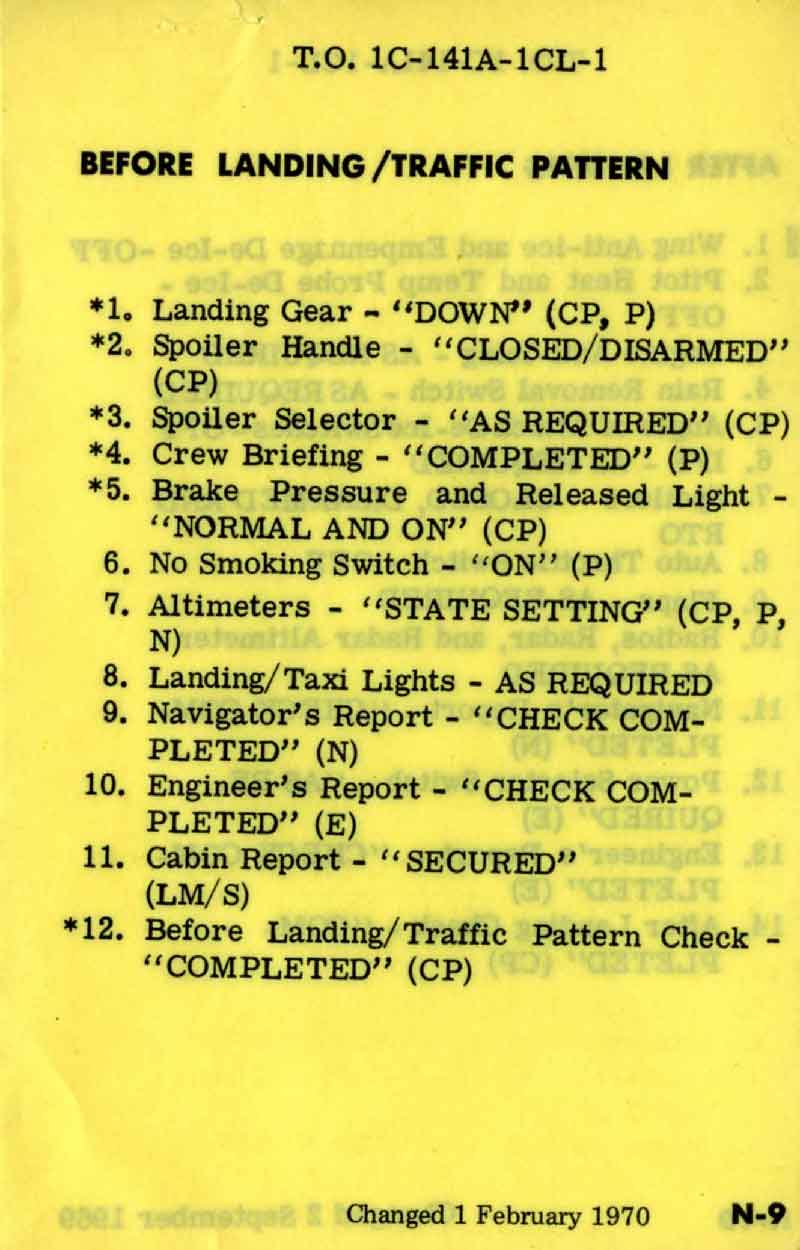 T.O. 1C-141A-1CL-1
BEFORE LANDING/TRAFFIC PATTERN
*1. Landing Gear - "DOWN" (CP, P)
*2. Spoiler Handle - "CLOSED/DISARMED"
(CP)
*3. Spoiler Selector - "AS REQUIRED" (CP)
*4. Crew Briefing - "COMPLETED" (P)
*5. Brake Pressure and Released Light -
"NORMAL AND ON" (CP)
6. No Smoking Switch - "ON" (P)
7. Altimeters - "STATE SETTING" (CP, P,
N)
8. Landing/Taxi Lights - AS REQUIRED
9. Navigator's Report - "CHECK COM-
PLETED" (N)
10. Engineer's Report - "CHECK COM-
PLETED" (E)
11. Cabin Report - "SECURED"
(LM/S)
*12. Before Landing/Traffic Pattern Check -
"COMPLETED" (CP)
Changed 1 February 1970 N-9